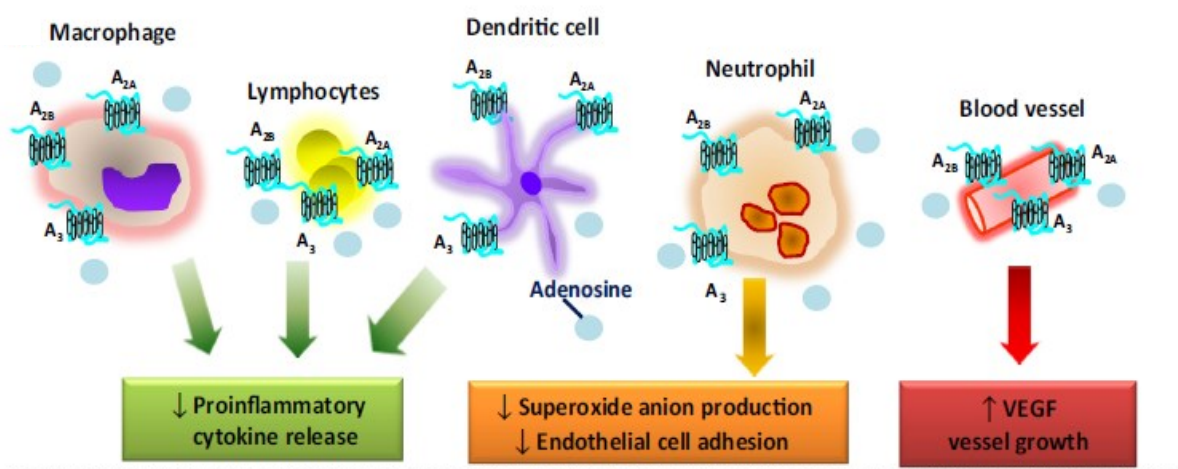 Macrophage
Lymphocytes
Dendritic cell
Neutrophil
Blood vessel
A2B
A2A
A3
A2B
A2A
A3
A2B
A2A
A3
A2B
A2A
A3
A2B
A2A
A3
Adenosine
↓ Proinflammatory
cytokine release
↓ Superoxide anion production
↓ Endothelial cell adhesion
↑ VEGF
vessel growth